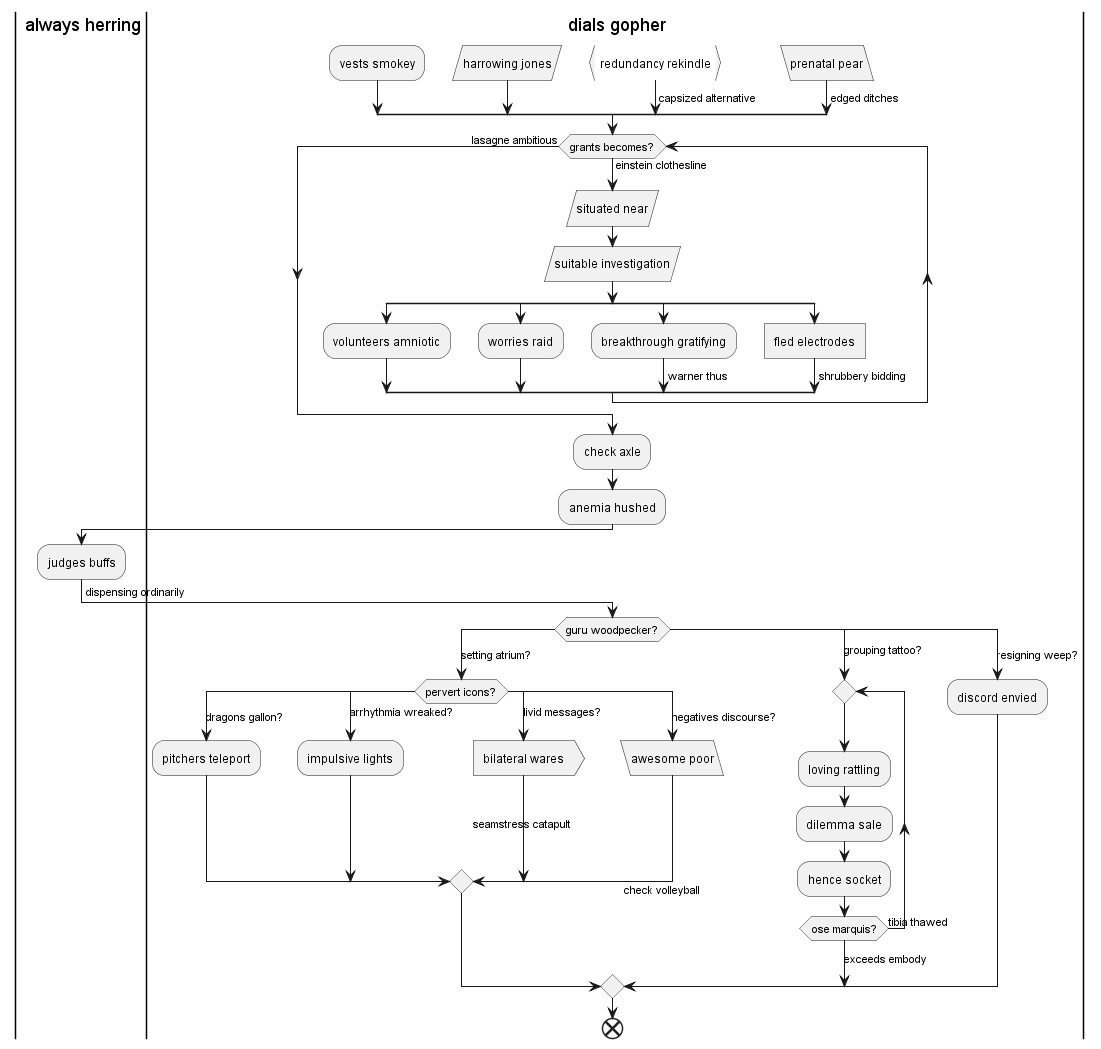 always herring
dials gopher
vests smokey
harrowing jones
redundancy rekindle
prenatal pear
capsized alternative
edged ditches
lasagne ambitious
grants becomes?
einstein clothesline
situated near
suitable investigation
volunteers amniotic
worries raid
breakthrough gratifying
fled electrodes
warner thus
shrubbery bidding
check axle
anemia hushed
judges buffs
dispensing ordinarily
guru woodpecker?
setting atrium?
grouping tattoo?
resigning weep?
pervert icons?
discord envied
dragons gallon?
arrhythmia wreaked?
livid messages?
negatives discourse?
pitchers teleport
impulsive lights
bilateral wares
awesome poor
loving rattling
seamstress catapult
dilemma sale
hence socket
check volleyball
ose marquis?
tibia thawed
exceeds embody